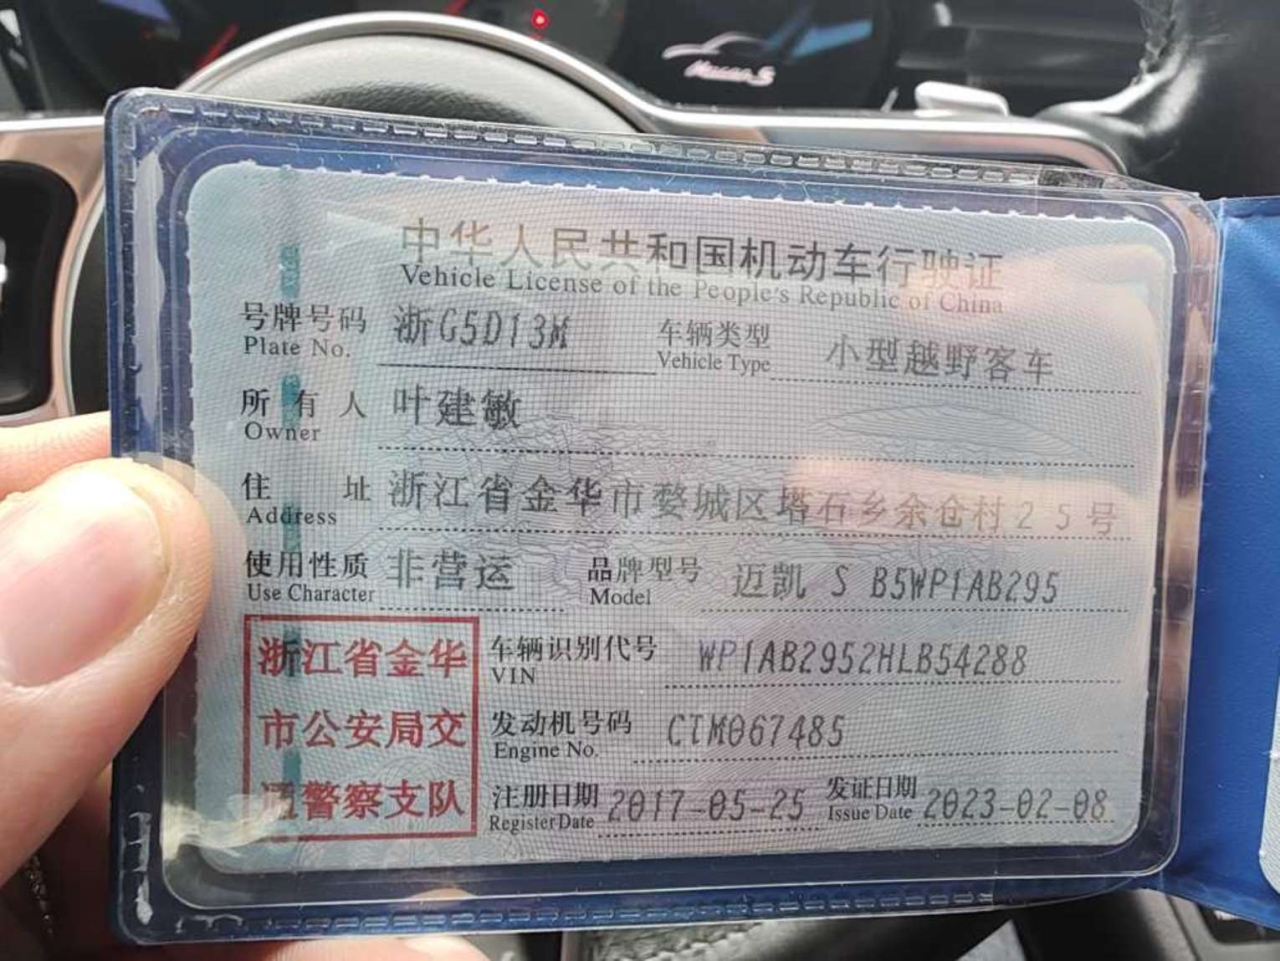 Macan S
中华人民共和国机动车行驶证
Vehicle License of the People's Republic of China
号牌号码 浙G5D13M 车辆类型 小型越野客车
Plate No. Vehicle Type
所有人 叶建敏
Owner
住址 浙江省金华市婺城区塔石乡余仓村25号
Address
使用性质 非营运 品牌型号 迈凯 S B5WP1AB295
Use Character Model
浙江省金华
市公安局交
通警察支队
车辆识别代号 WP1AB2952HLB54288
VIN
发动机号码 CTM067485
Engine No.
注册日期 2017-05-25 发证日期 2023-02-08
Register Date Issue Date